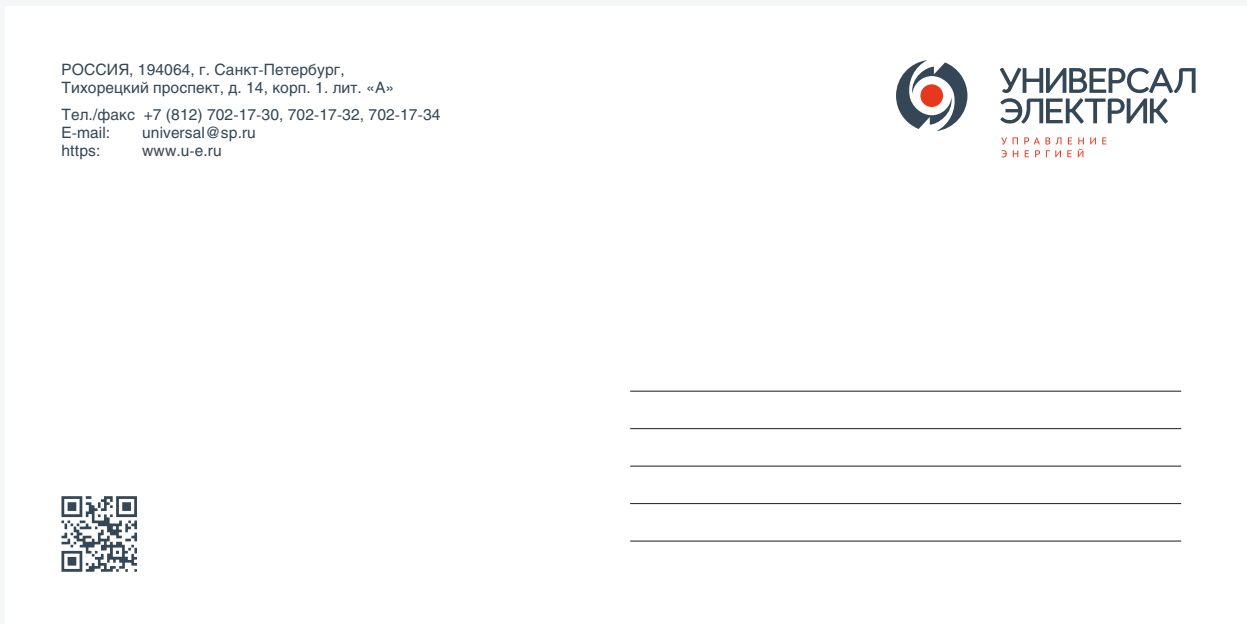 РОССИЯ, 194064, г. Санкт-Петербург,
Тихорецкий проспект, д. 14, корп. 1. лит. «А»
Тел./факс +7 (812) 702-17-30, 702-17-32, 702-17-34
E-mail: universal@sp.ru
https: www.u-e.ru
УНИВЕРСАЛ
ЭЛЕКТРИК
УПРАВЛЕНИЕ
ЭНЕРГИЕЙ